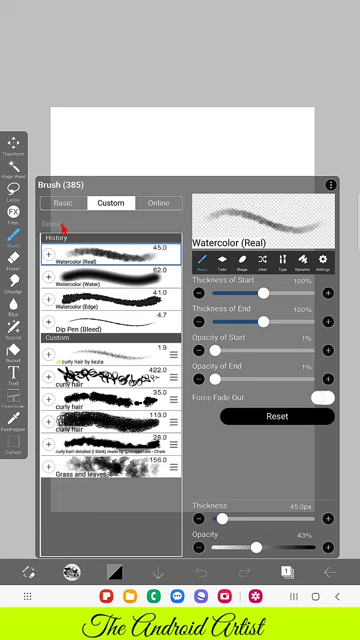 Brush (385)
Basic
Custom
Online
Delete
History
45.0
Watercolor (Real)
62.0
Watercolor (Water)
41.0
Watercolor (Edge)
4.7
Dip Pen (Bleed)
Custom
1.9
✨curly hair by kezia
422.0
curly hair
35.0
curly hair
113.0
curly hair
28.0
156.0
Grass and leaves
Watercolor (Real)
Basic
Fade
Shape
Jitter
Type
Dynamic
Settings
Thickness of Start
100%
Thickness of End
100%
Opacity of Start
1%
Opacity of End
1%
Force Fade Out
Reset
Thickness
45.0px
Opacity
43%
Transform
Magic Wand
Lasso
FX
Filter
Brush
Eraser
Smudge
Blur
Special
Bucket
T
Text
Frame Divider
Eyedropper
Canvas
1
The Android Artist